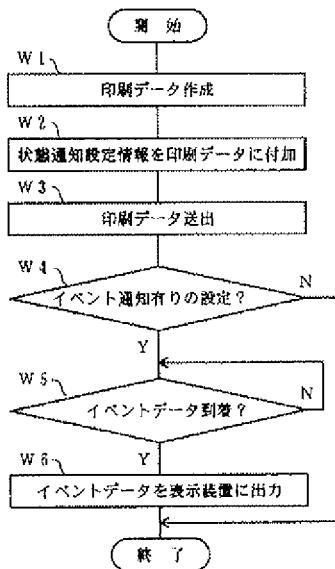 開 始
W1
印刷データ作成
W2
状態通知設定情報を印刷データに付加
W3
印刷データ送出
W4
イベント通知有りの設定？
N
Y
W5
イベントデータ到着？
N
Y
W6
イベントデータを表示装置に出力
終 了